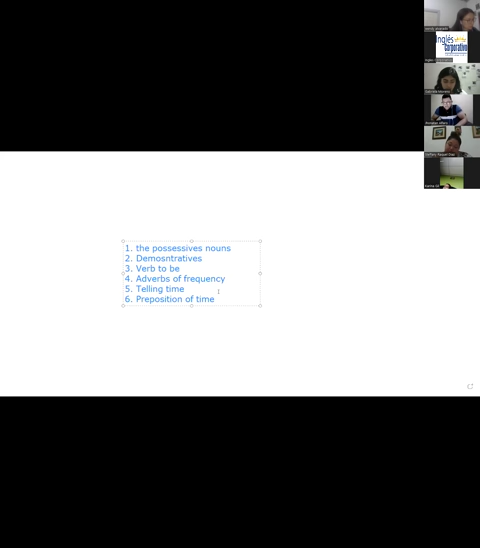 1. the possessives nouns
2. Demosntratives
3. Verb to be
4. Adverbs of frequency
5. Telling time
6. Preposition of time
Inglés
corporativo